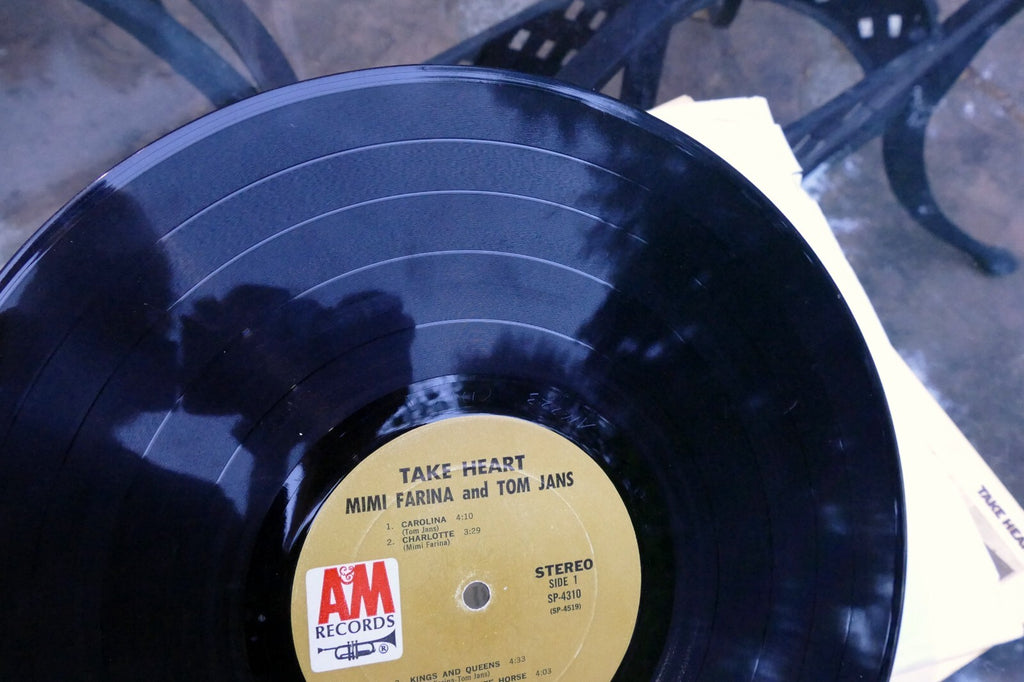 TAKE HEART
MIMI FARINA and TOM JANS
1. CAROLINA 4:10
(Tom Jans)
2. CHARLOTTE 3:29
(Mimi Farina)
STEREO
SIDE 1
SP-4310
(SP-4519)
A&M
RECORDS
®
KINGS AND QUEENS 4:33
HORSE 4:03
TAKE HEA